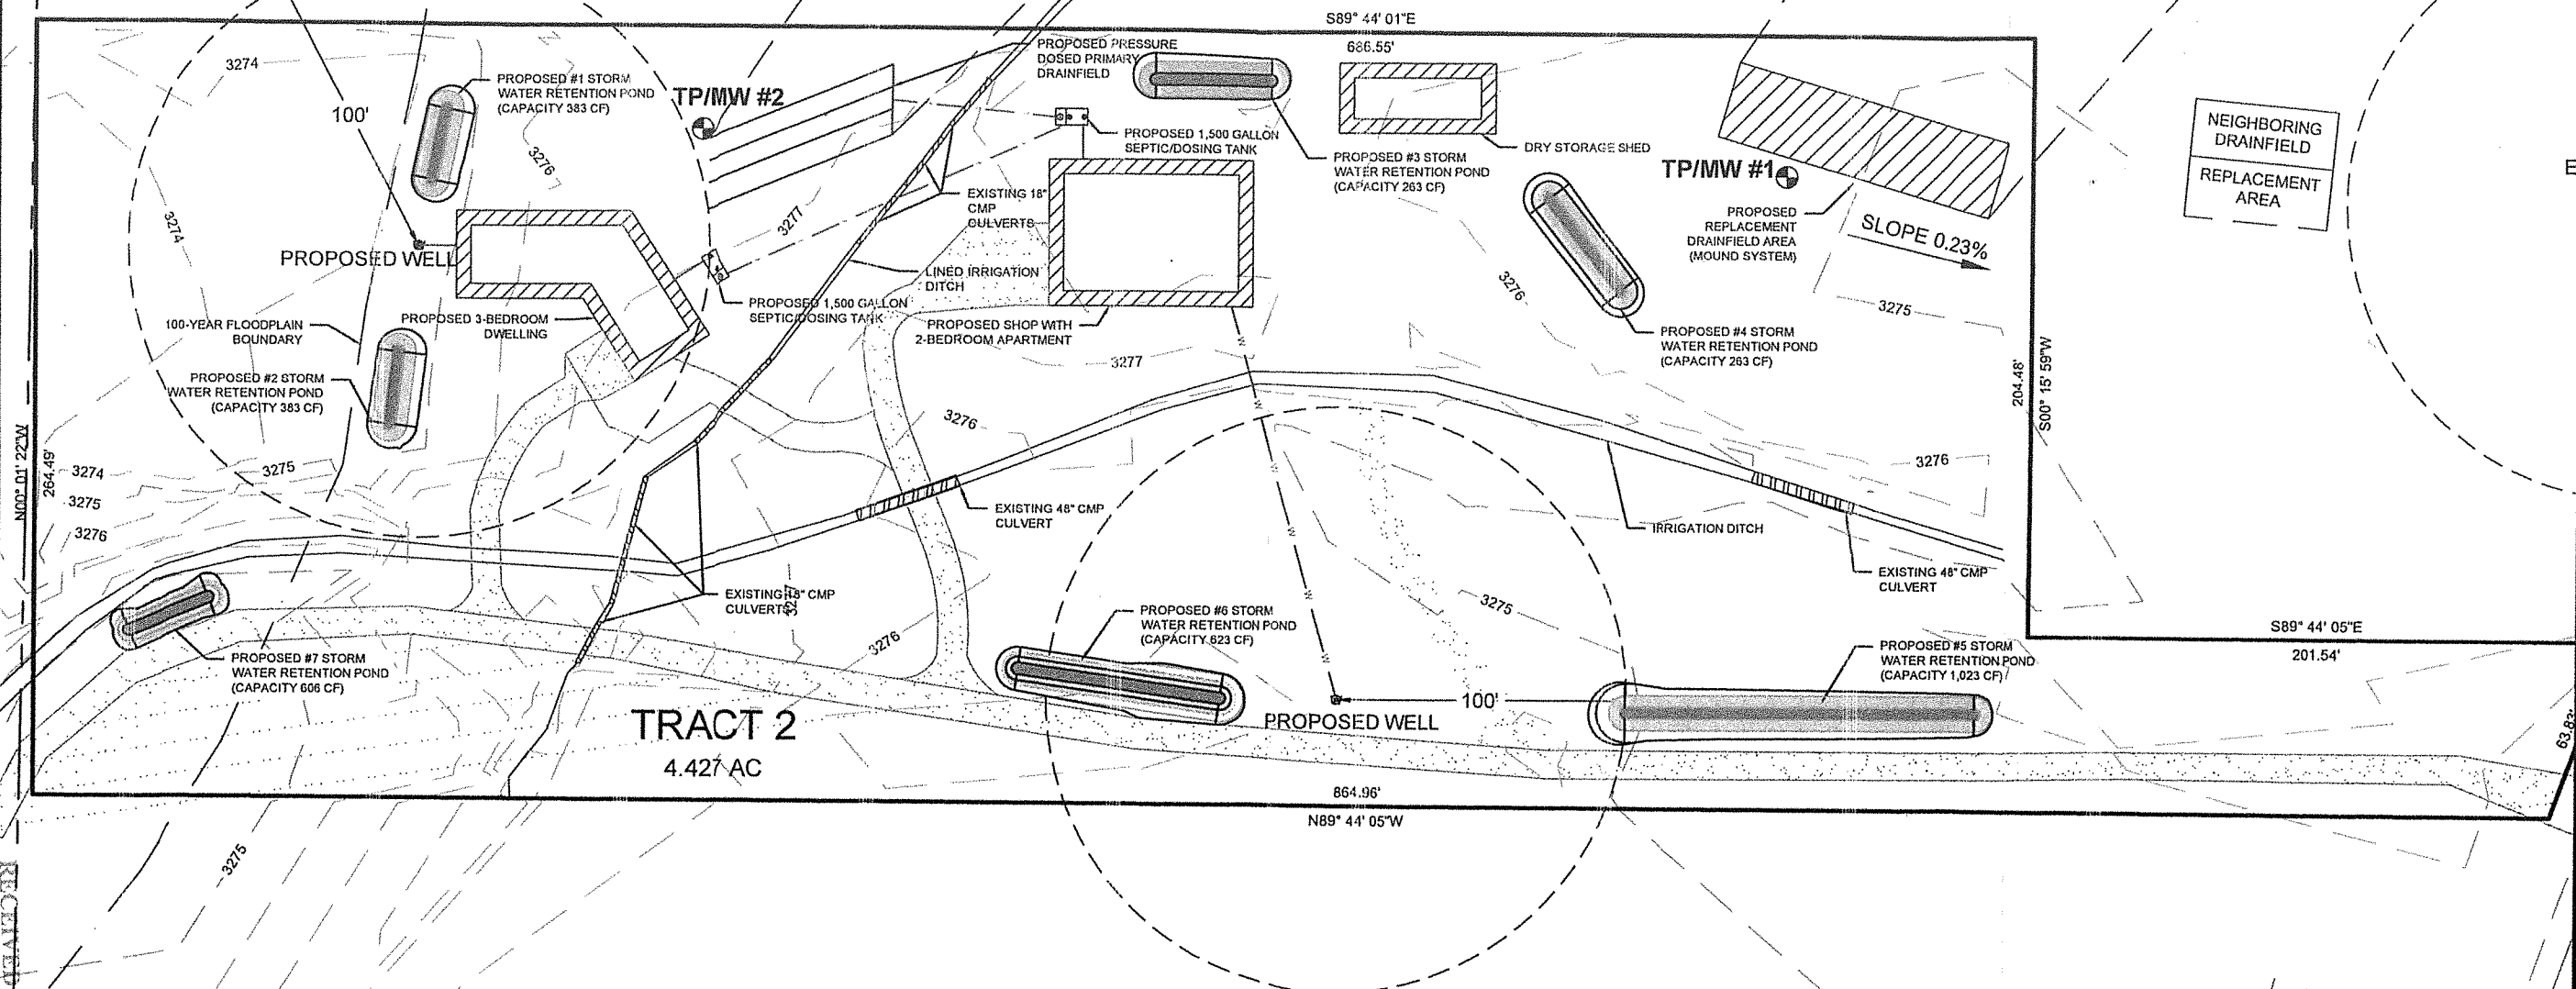 S89° 44' 01"E
686.55'
3274
PROPOSED #1 STORM
WATER RETENTION POND
(CAPACITY 383 CF)
100'
TP/MW #2
PROPOSED PRESSURE
DOSED PRIMARY
DRAINFIELD
PROPOSED 1,500 GALLON
SEPTIC/DOSING TANK
PROPOSED #3 STORM
WATER RETENTION POND
(CAPACITY 263 CF)
DRY STORAGE SHED
TP/MW #1
NEIGHBORING
DRAINFIELD
REPLACEMENT
AREA
E
3276
3274
3277
EXISTING 18"
CMP
CULVERTS
PROPOSED
REPLACEMENT
DRAINFIELD AREA
(MOUND SYSTEM)
SLOPE 0.23%
PROPOSED WELL
LINED IRRIGATION
DITCH
PROPOSED 1,500 GALLON
SEPTIC/DOSING TANK
3276
3275
100-YEAR FLOODPLAIN
BOUNDARY
PROPOSED 3-BEDROOM
DWELLING
PROPOSED SHOP WITH
2-BEDROOM APARTMENT
W
3277
PROPOSED #4 STORM
WATER RETENTION POND
(CAPACITY 263 CF)
204.48'
S00° 15' 59"W
PROPOSED #2 STORM
WATER RETENTION POND
(CAPACITY 383 CF)
3276
W
N00° 01' 22"W
264.49'
3274
3275
3275
3276
W
3276
EXISTING 48" CMP
CULVERT
W
IRRIGATION DITCH
EXISTING 48" CMP
CULVERT
EXISTING 18" CMP
CULVERTS
3277
W
3275
3276
PROPOSED #6 STORM
WATER RETENTION POND
(CAPACITY 623 CF)
S89° 44' 05"E
201.54'
PROPOSED #7 STORM
WATER RETENTION POND
(CAPACITY 606 CF)
W
PROPOSED #5 STORM
WATER RETENTION POND
(CAPACITY 1,023 CF)
100'
PROPOSED WELL
63.83'
TRACT 2
4.427 AC
864.96'
N89° 44' 05"W
3275
RECEIVED